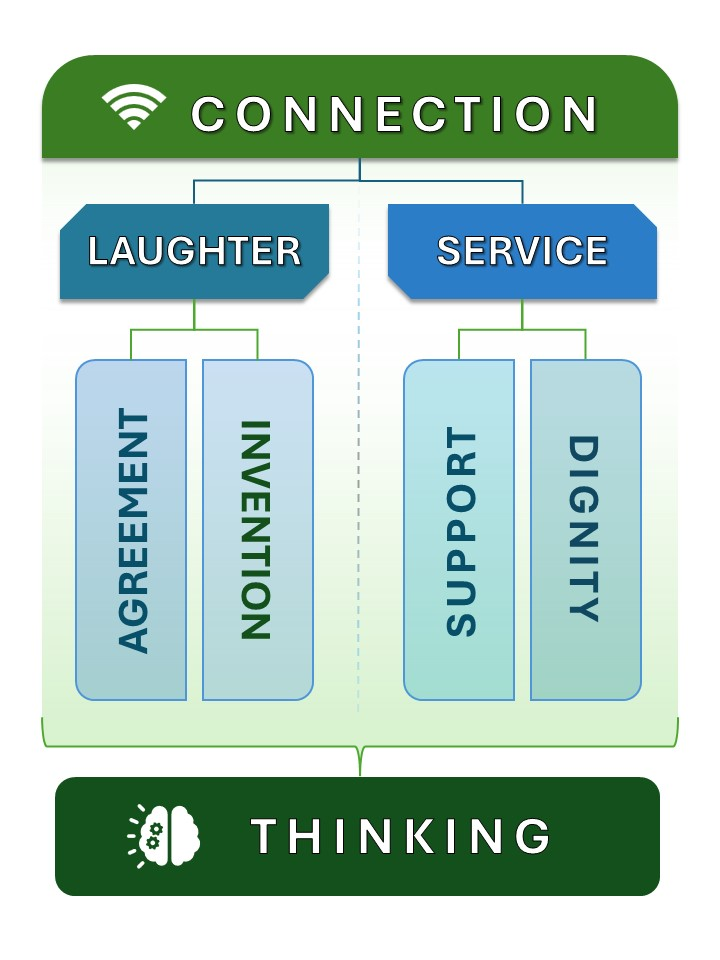 CONNECTION
LAUGHTER
SERVICE
AGREEMENT
INVENTION
SUPPORT
DIGNITY
THINKING